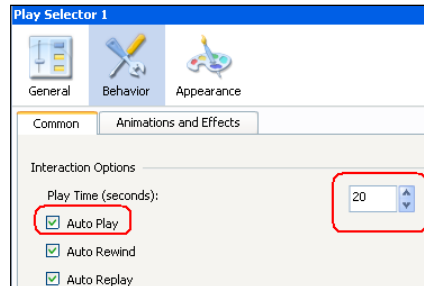 Play Selector 1
General Behavior Appearance
Common Animations and Effects
Interaction Options
Play Time (seconds): 20
Auto Play
Auto Rewind
Auto Replay